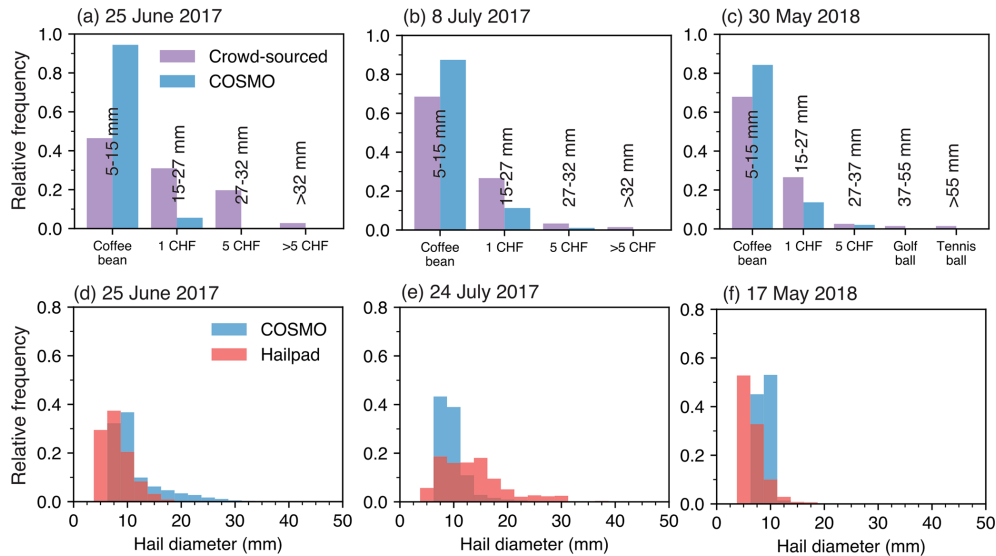 (a) 25 June 2017
(b) 8 July 2017
(c) 30 May 2018
Relative frequency
1.0
0.8
0.6
0.4
0.2
0.0
Crowd-sourced
COSMO
5-15 mm
15-27 mm
27-32 mm
>32 mm
Coffee
bean
1 CHF
5 CHF
>5 CHF
1.0
0.8
0.6
0.4
0.2
0.0
5-15 mm
15-27 mm
27-32 mm
>32 mm
Coffee
bean
1 CHF
5 CHF
>5 CHF
1.0
0.8
0.6
0.4
0.2
0.0
5-15 mm
15-27 mm
27-37 mm
37-55 mm
>55 mm
Coffee
bean
1 CHF
5 CHF
Golf
ball
Tennis
ball
(d) 25 June 2017
(e) 24 July 2017
(f) 17 May 2018
Relative frequency
0.8
0.6
0.4
0.2
0.0
COSMO
Hailpad
0
10
20
30
40
50
Hail diameter (mm)
0.8
0.6
0.4
0.2
0.0
0
10
20
30
40
50
Hail diameter (mm)
0.8
0.6
0.4
0.2
0.0
0
10
20
30
40
50
Hail diameter (mm)